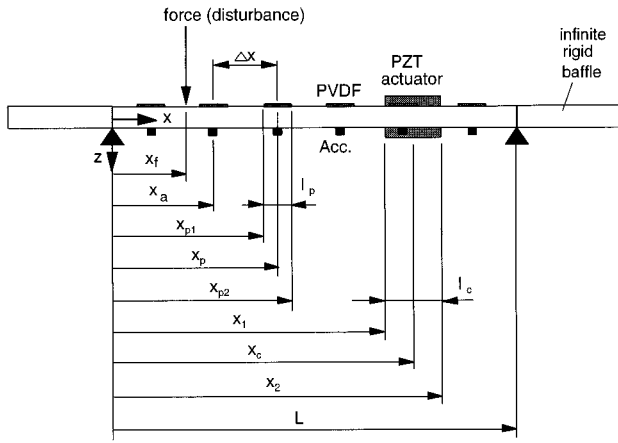 force (disturbance)
Δx
PVDF
PZT
actuator
infinite
rigid
baffle
x
z
Acc.
x_f
x_a
l_p
x_p1
x_p
x_p2
x_1
l_c
x_c
x_2
L